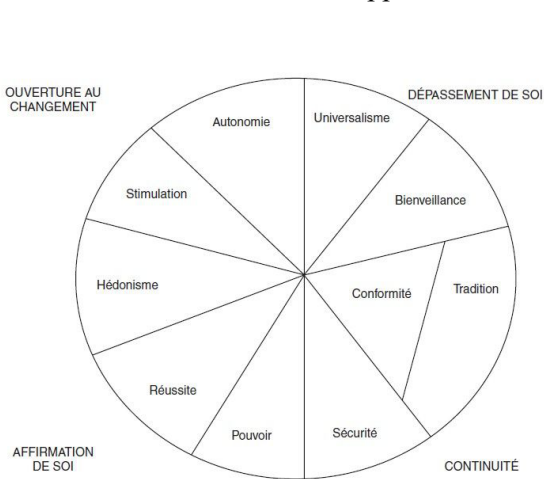 OUVERTURE AU
CHANGEMENT
DÉPASSEMENT DE SOI
Autonomie
Universalisme
Stimulation
Bienveillance
Hédonisme
Conformité
Tradition
Réussite
Pouvoir
Sécurité
AFFIRMATION
DE SOI
CONTINUITÉ